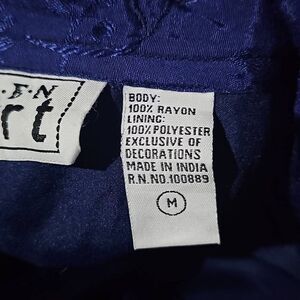 .E.N
rt
BODY:
100% RAYON
LINING:
100% POLYESTER
EXCLUSIVE OF
DECORATIONS
MADE IN INDIA
R.N.NO.100889
M